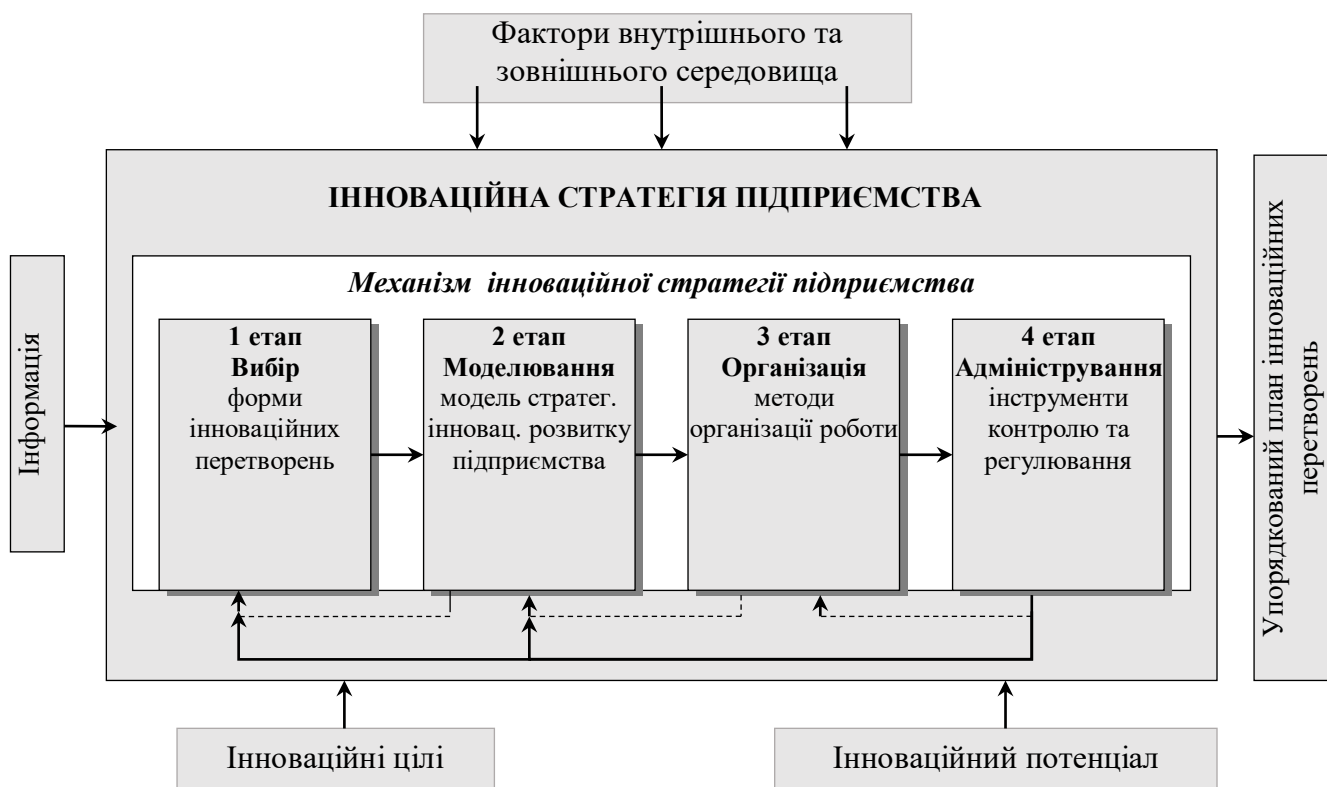 Фактори внутрішнього та
зовнішнього середовища
ІННОВАЦІЙНА СТРАТЕГІЯ ПІДПРИЄМСТВА
Механізм  інноваційної стратегії підприємства
Інформація
1 етап
Вибір
форми
інноваційних
перетворень
2 етап
Моделювання
модель стратег.
інновац. розвитку
підприємства
3 етап
Організація
методи
організації роботи
4 етап
Адміністрування
інструменти
контролю та
регулювання
Упорядкований план інноваційних
перетворень
Інноваційні цілі
Інноваційний потенціал